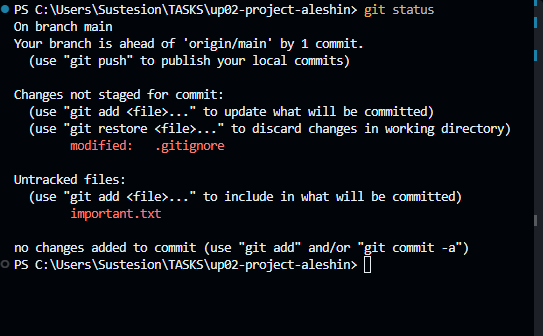 PS C:\Users\Sustesion\TASKS\up02-project-aleshin> git status
On branch main
Your branch is ahead of 'origin/main' by 1 commit.
  (use "git push" to publish your local commits)

Changes not staged for commit:
  (use "git add <file>..." to update what will be committed)
  (use "git restore <file>..." to discard changes in working directory)
        modified:   .gitignore

Untracked files:
  (use "git add <file>..." to include in what will be committed)
        important.txt

no changes added to commit (use "git add" and/or "git commit -a")
PS C:\Users\Sustesion\TASKS\up02-project-aleshin>